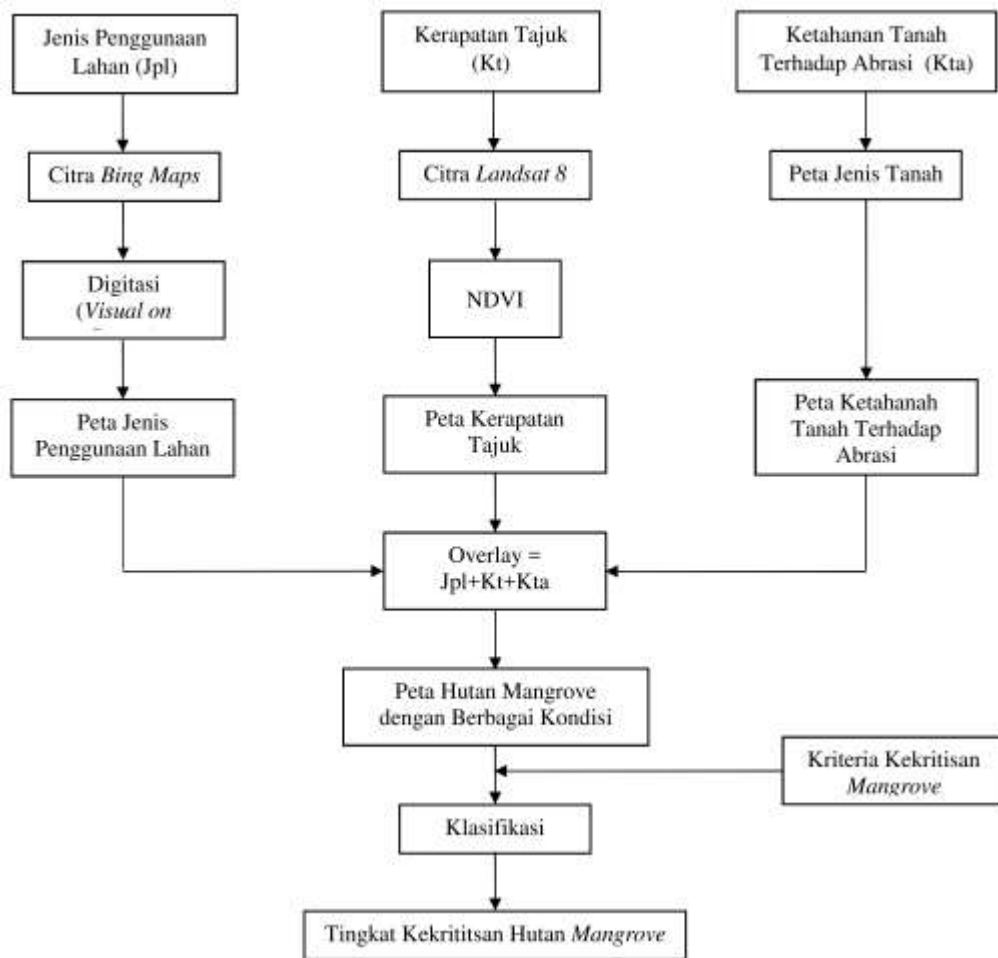 Jenis Penggunaan
Lahan (Jpl)
Kerapatan Tajuk
(Kt)
Ketahanan Tanah
Terhadap Abrasi (Kta)
Citra Bing Maps
Citra Landsat 8
Peta Jenis Tanah
Digitasi
(Visual on
NDVI
Peta Jenis
Penggunaan Lahan
Peta Kerapatan
Tajuk
Peta Ketahanah
Tanah Terhadap
Abrasi
Overlay =
Jpl+Kt+Kta
Peta Hutan Mangrove
dengan Berbagai Kondisi
Kriteria Kekritisan
Mangrove
Klasifikasi
Tingkat Kekrititsan Hutan Mangrove